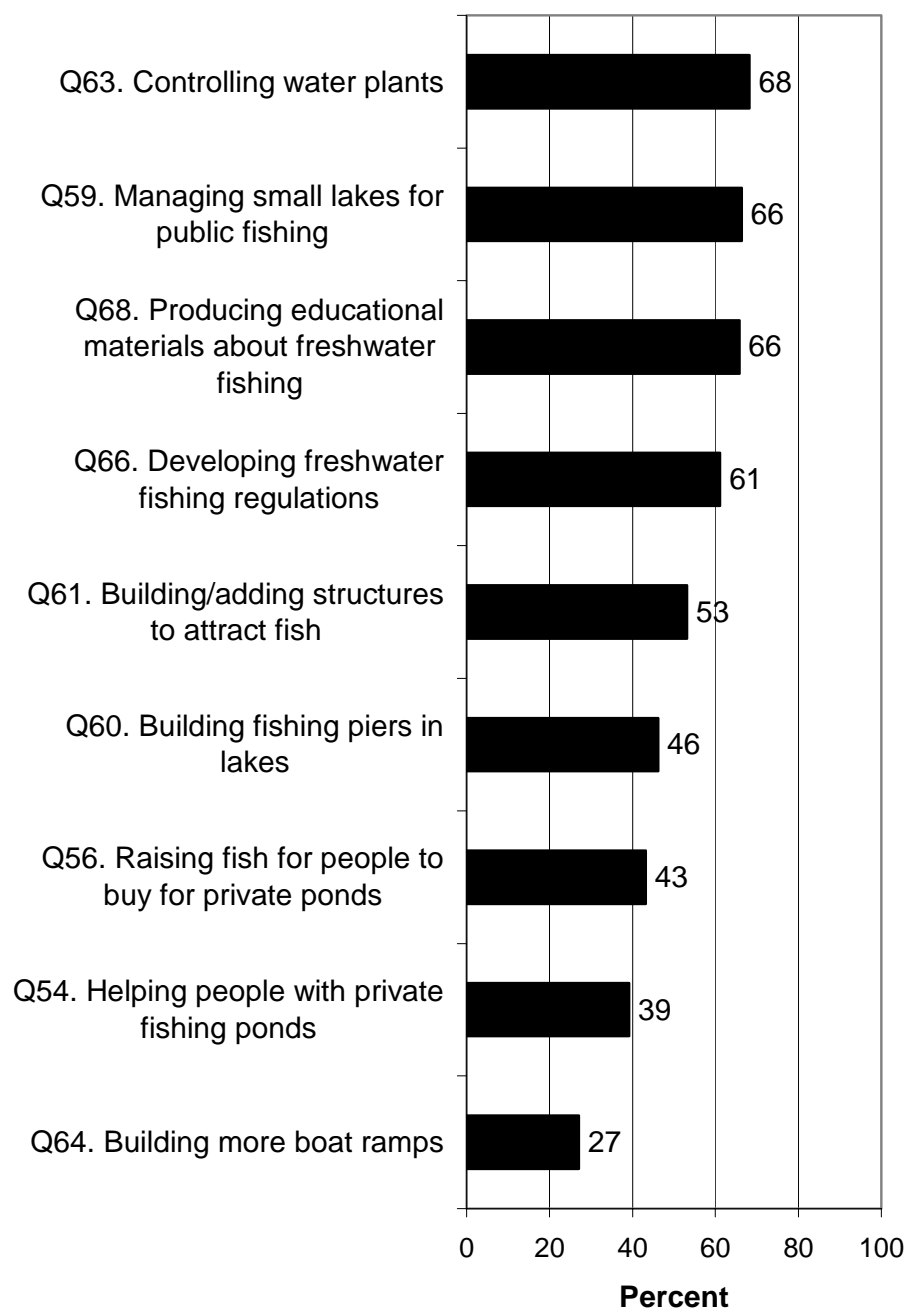 Q63. Controlling water plants
68
Q59. Managing small lakes for
public fishing
66
Q68. Producing educational
materials about freshwater
fishing
66
Q66. Developing freshwater
fishing regulations
61
Q61. Building/adding structures
to attract fish
53
Q60. Building fishing piers in
lakes
46
Q56. Raising fish for people to
buy for private ponds
43
Q54. Helping people with private
fishing ponds
39
Q64. Building more boat ramps
27
0 20 40 60 80 100
Percent